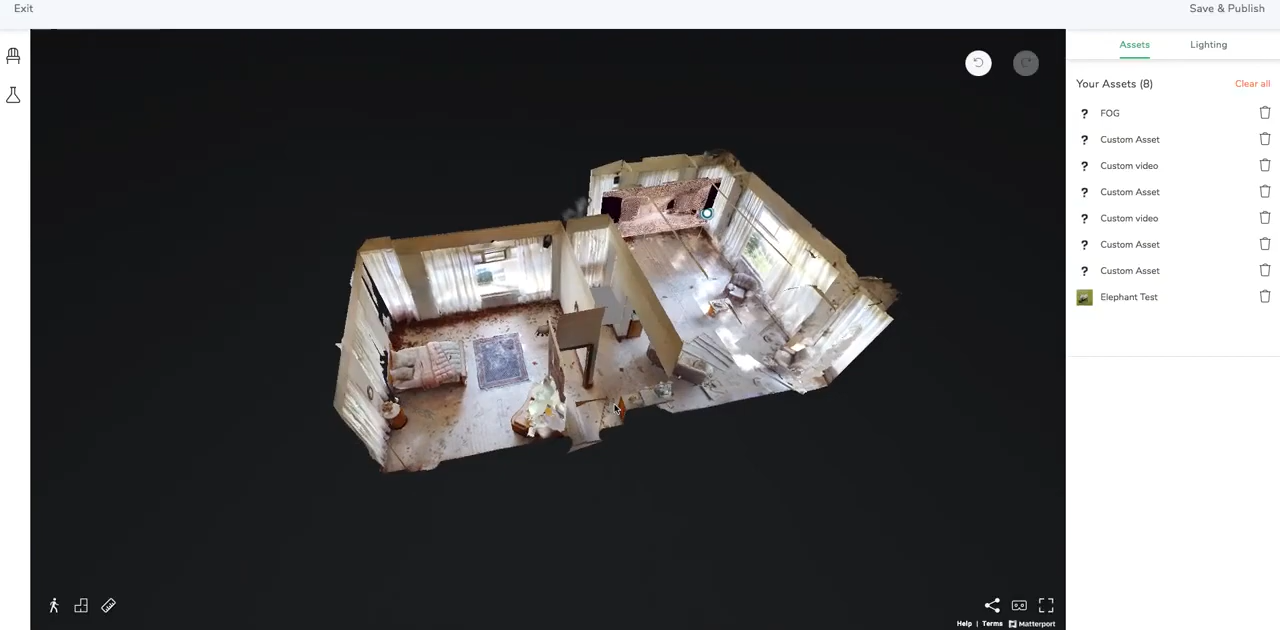 Exit
Save & Publish
Assets
Lighting
Your Assets (8)
Clear all
? FOG
? Custom Asset
? Custom video
? Custom Asset
? Custom video
? Custom Asset
? Custom Asset
Elephant Test
Help | Terms Matterport